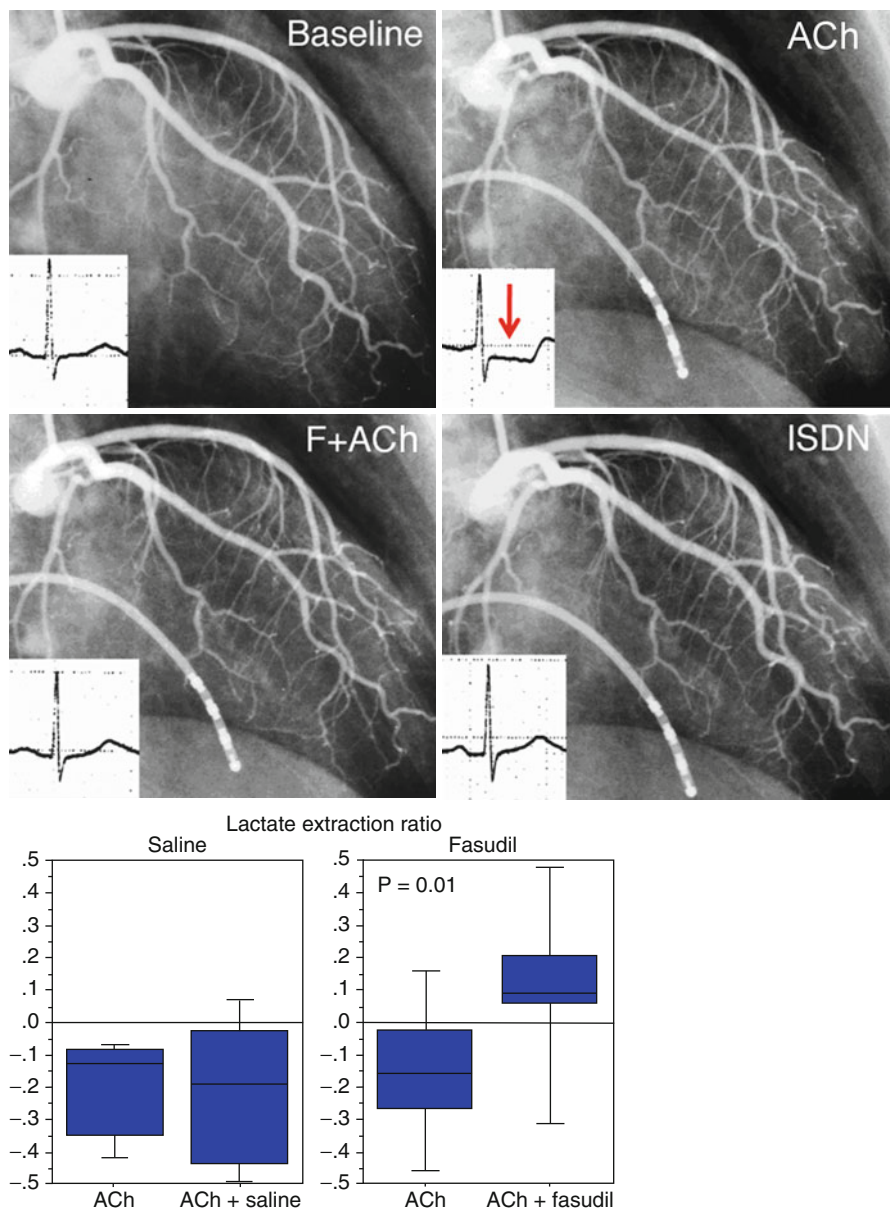 Baseline
ACh
F+ACh
ISDN
Lactate extraction ratio
Saline
Fasudil
.5
.4
.3
.2
.1
.0
−.1
−.2
−.3
−.4
−.5
ACh
ACh + saline
.5
.4
.3
.2
.1
.0
−.1
−.2
−.3
−.4
−.5
P = 0.01
ACh
ACh + fasudil